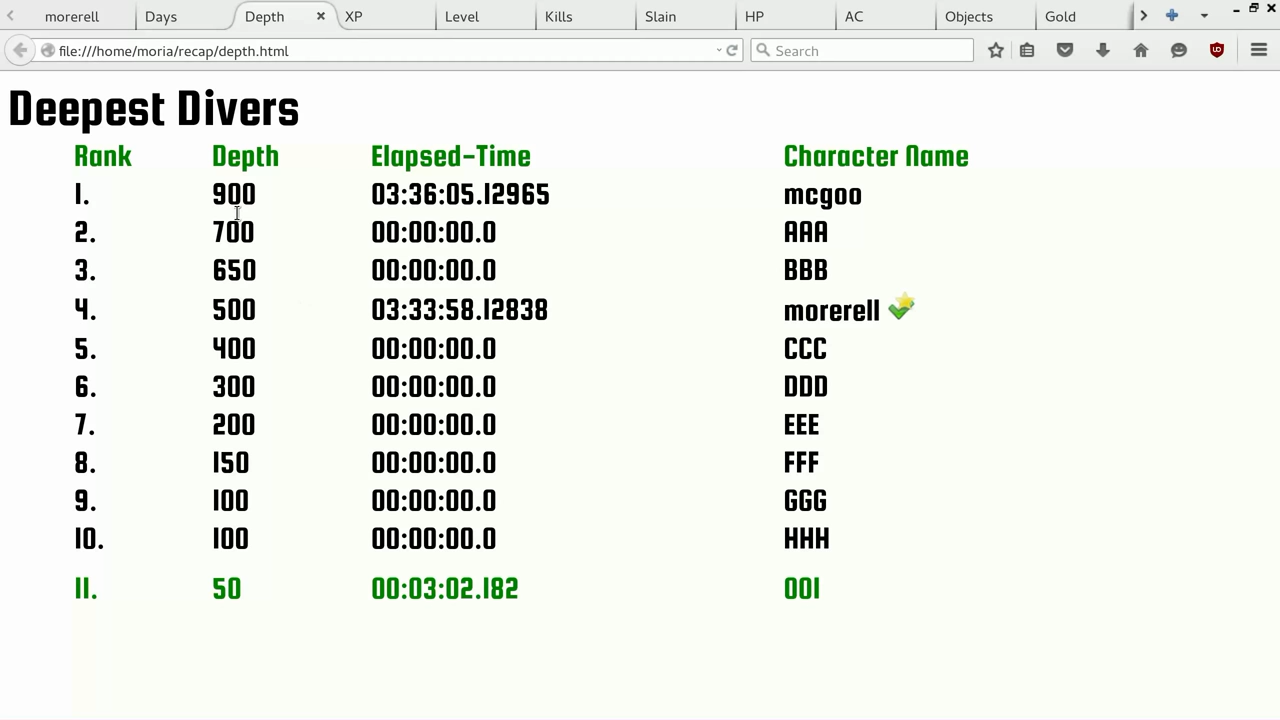 morerell Days Depth XP Level Kills Slain HP AC Objects Gold
file:///home/moria/recap/depth.html Search
Deepest Divers
Rank Depth Elapsed-Time Character Name
1. 900 03:36:05.12965 mcgoo
2. 700 00:00:00.0 AAA
3. 650 00:00:00.0 BBB
4. 500 03:33:58.12838 morerell
5. 400 00:00:00.0 CCC
6. 300 00:00:00.0 DDD
7. 200 00:00:00.0 EEE
8. 150 00:00:00.0 FFF
9. 100 00:00:00.0 GGG
10. 100 00:00:00.0 HHH
11. 50 00:03:02.182 001